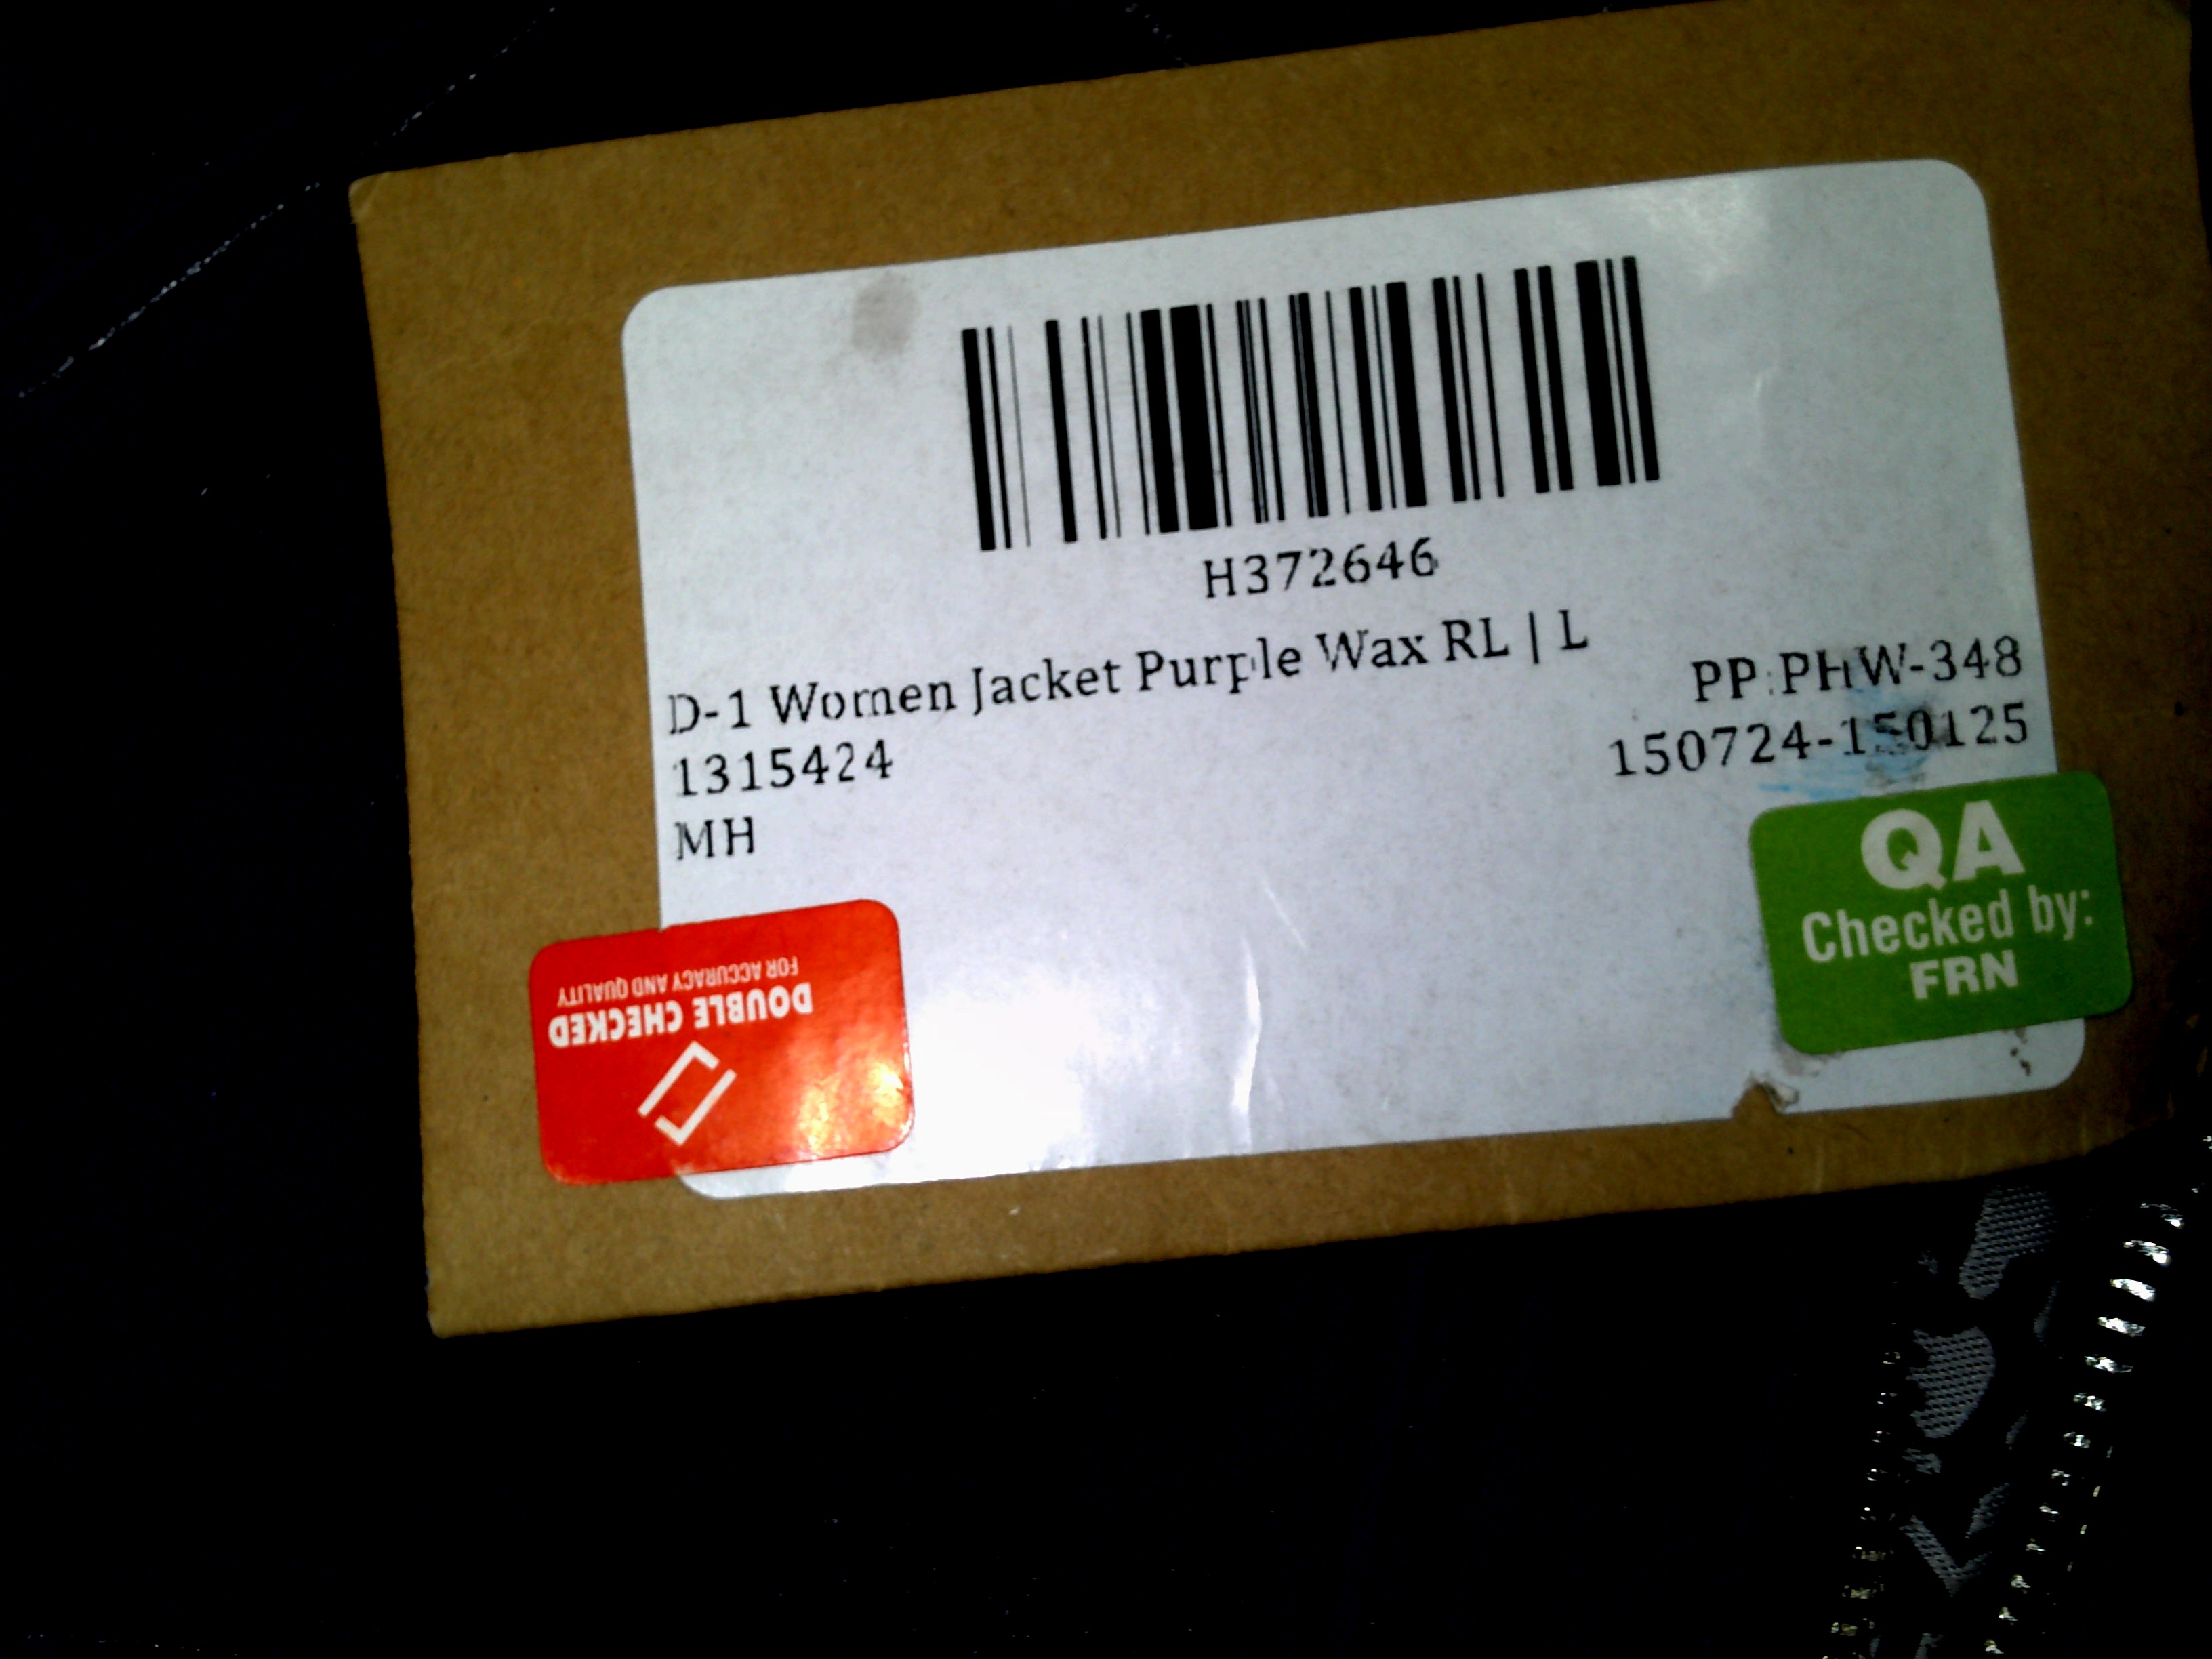 H372646
D-1 Women Jacket Purple Wax RL | L
PP:PHW-348
1315424
150724-150125
MH
QA
Checked by:
FRN
DOUBLE CHECKED
FOR ACCURACY AND QUALITY